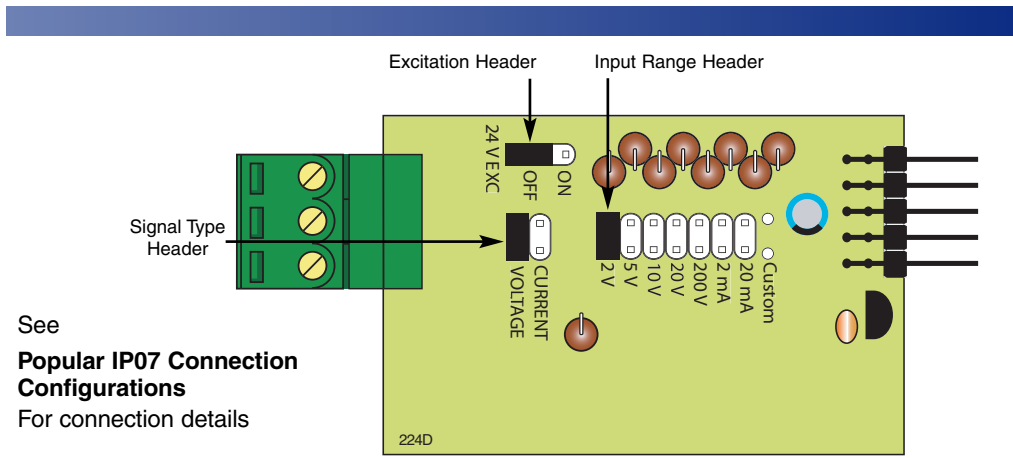 Excitation Header
Input Range Header
24 V EXC
OFF
ON
Signal Type
Header
VOLTAGE
CURRENT
2 V
5 V
10 V
20 V
200 V
2 mA
20 mA
Custom
See
Popular IP07 Connection
Configurations
For connection details
224D